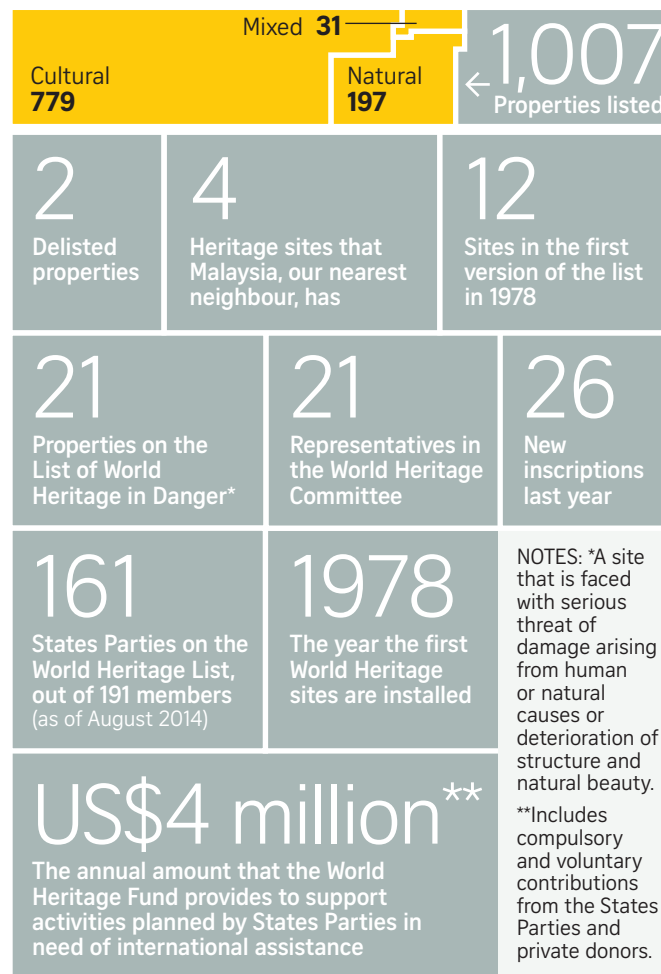 Mixed 31
Cultural
779
Natural
197
1,007
Properties listed
2
Delisted
properties
4
Heritage sites that
Malaysia, our nearest
neighbour, has
12
Sites in the first
version of the list
in 1978
21
Properties on the
List of World
Heritage in Danger*
21
Representatives in
the World Heritage
Committee
26
New
inscriptions
last year
161
States Parties on the
World Heritage List,
out of 191 members
(as of August 2014)
1978
The year the first
World Heritage
sites are installed
US$4 million**
The annual amount that the World
Heritage Fund provides to support
activities planned by States Parties in
need of international assistance
NOTES: *A site
that is faced
with serious
threat of
damage arising
from human
or natural
causes or
deterioration of
structure and
natural beauty.
**Includes
compulsory
and voluntary
contributions
from the States
Parties and
private donors.